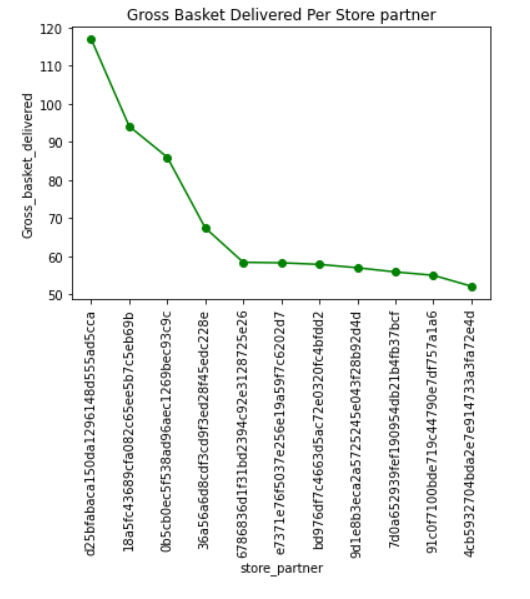 Gross Basket Delivered Per Store partner
Gross_basket_delivered
120
110
100
90
80
70
60
50
d25bfabaca150da1296148d555ad5cca
18a5fc43689cfa082c65ee5b7c5eb69b
0b5cb0ec5f538ad96aec1269bec93c9c
36a56a6d8cdf3cd9f3ed28f45edc228e
6786836d1f31bd2394c92e3128725e26
e7371e76f5037e256e19a59f7c6202d7
bd976df7c4663d5ac72e0320fc4bfdd2
9d1e8b3eca2a5725245e043f28b92d4d
7d0a652939fef190954db21b4fb37bcf
91c0f7100bde719c44790e7df757a1a6
4cb5932704bda2e7e914733a3fa72e4d
store_partner